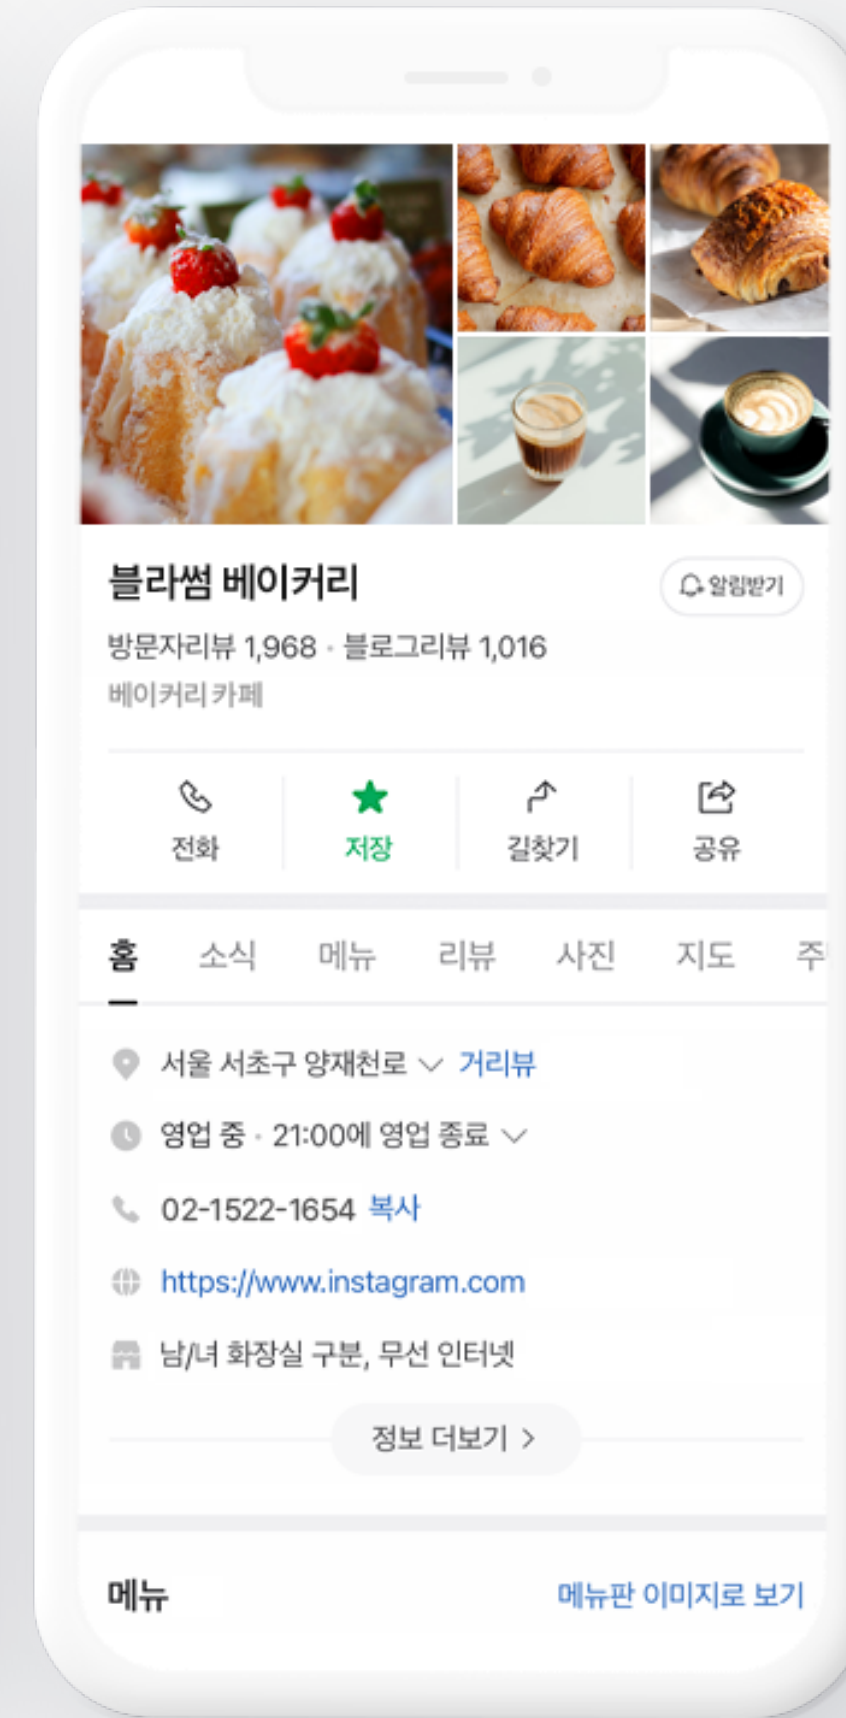 블라썸 베이커리
알림받기
방문자리뷰 1,968 · 블로그리뷰 1,016
베이커리 카페
전화 저장 길찾기 공유
홈 소식 메뉴 리뷰 사진 지도
서울 서초구 양재천로 거리뷰
영업 중 · 21:00에 영업 종료
02-1522-1654 복사
https://www.instagram.com
남/녀 화장실 구분, 무선 인터넷
정보 더보기 >
메뉴 메뉴판 이미지로 보기